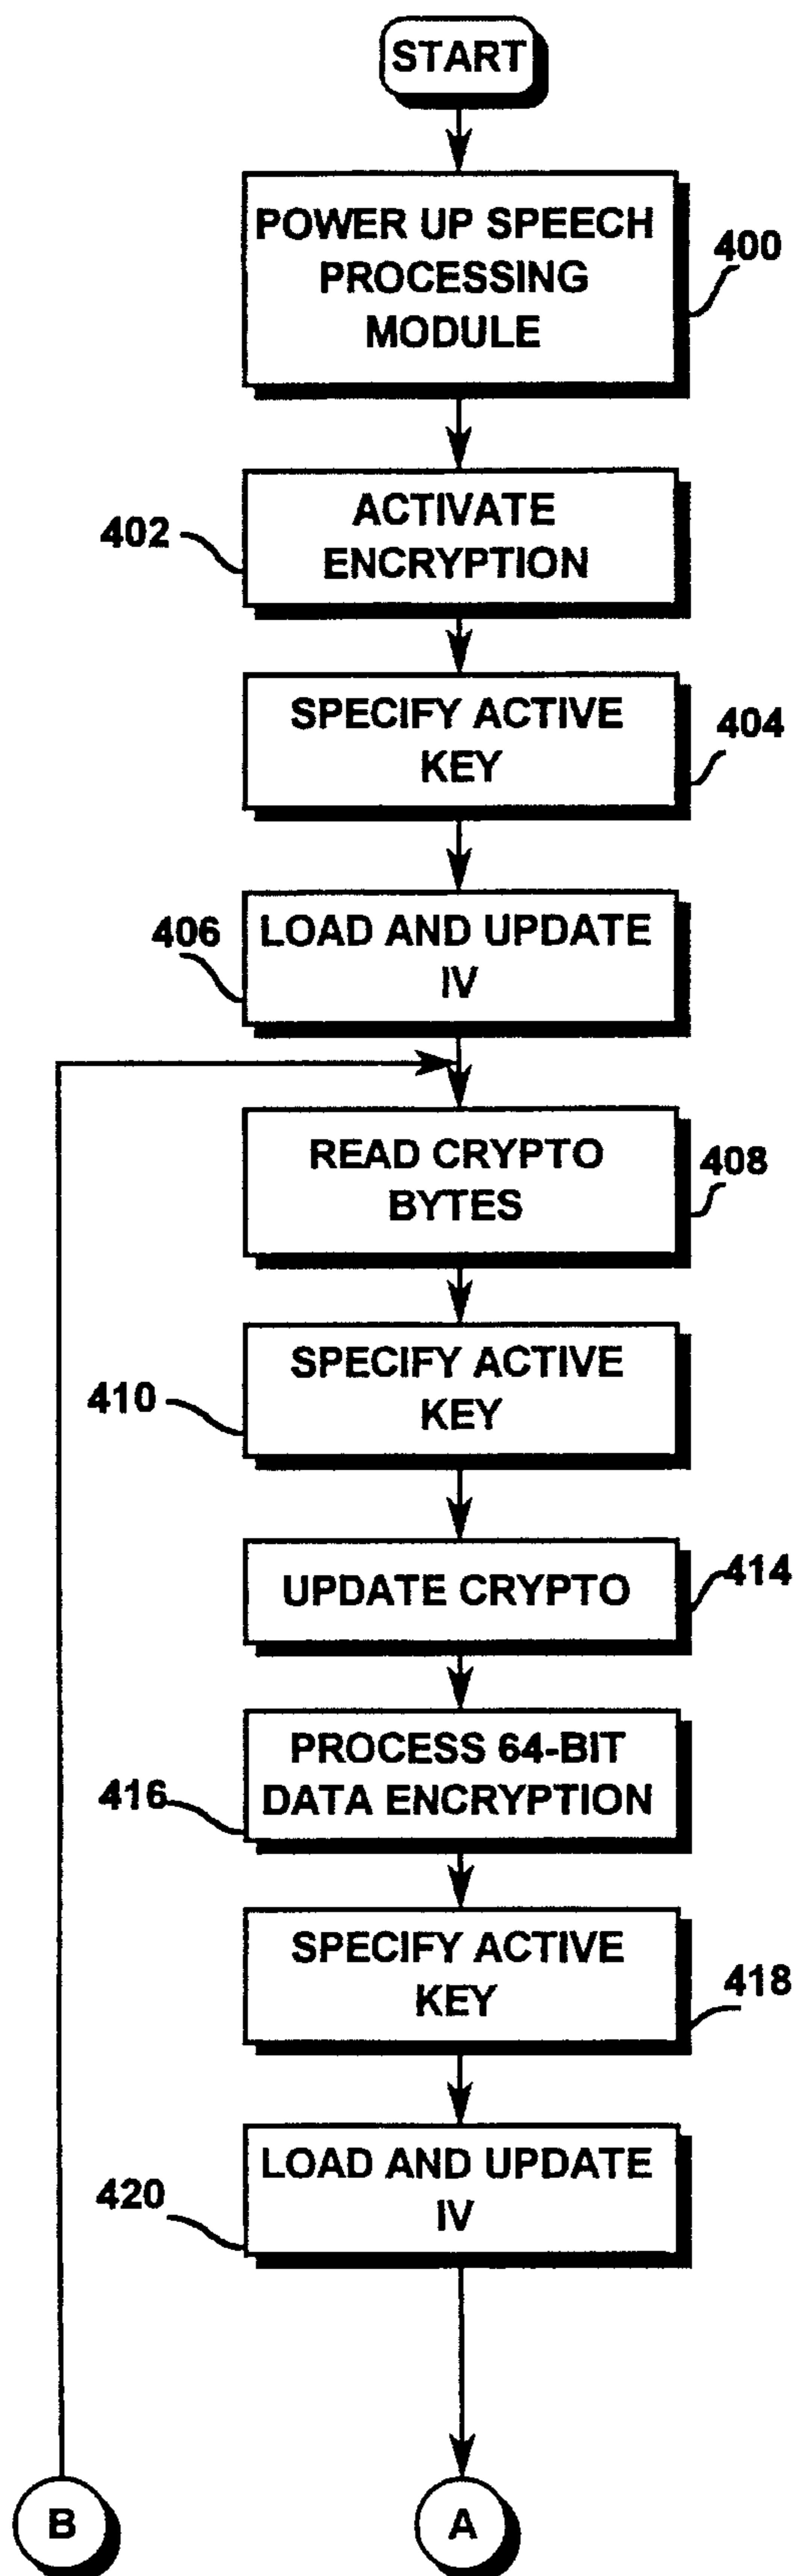 START
POWER UP SPEECH
PROCESSING
MODULE
400
402
ACTIVATE
ENCRYPTION
SPECIFY ACTIVE
KEY
404
406
LOAD AND UPDATE
IV
READ CRYPTO
BYTES
408
410
SPECIFY ACTIVE
KEY
UPDATE CRYPTO
414
416
PROCESS 64-BIT
DATA ENCRYPTION
SPECIFY ACTIVE
KEY
418
420
LOAD AND UPDATE
IV
B
A